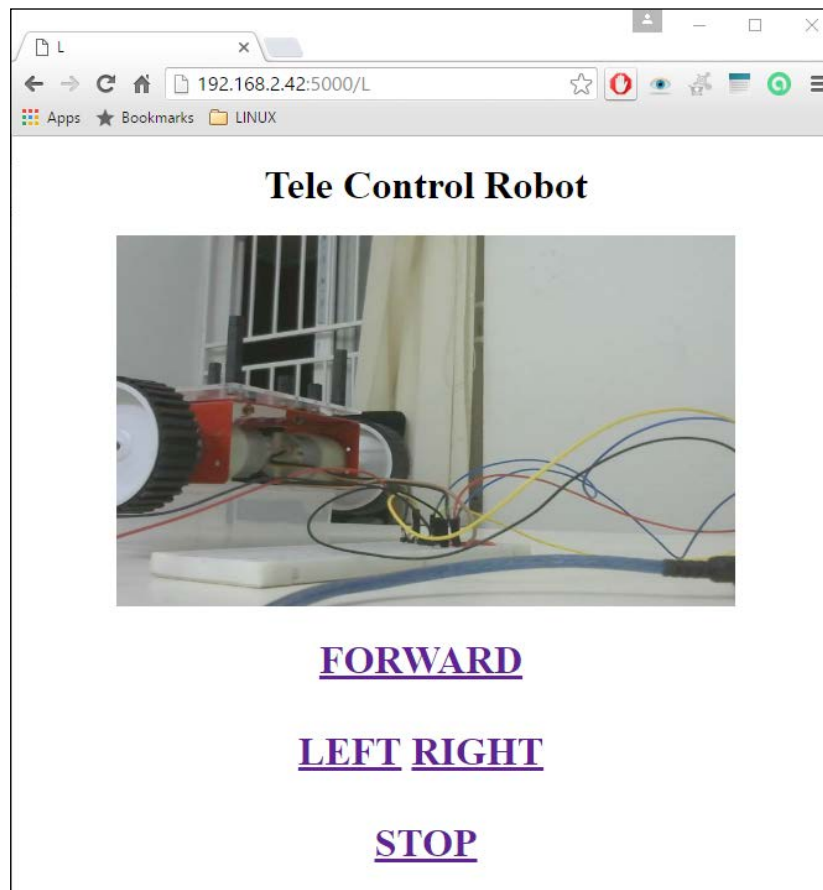 L
192.168.2.42:5000/L
Apps Bookmarks LINUX
Tele Control Robot
FORWARD
LEFT RIGHT
STOP